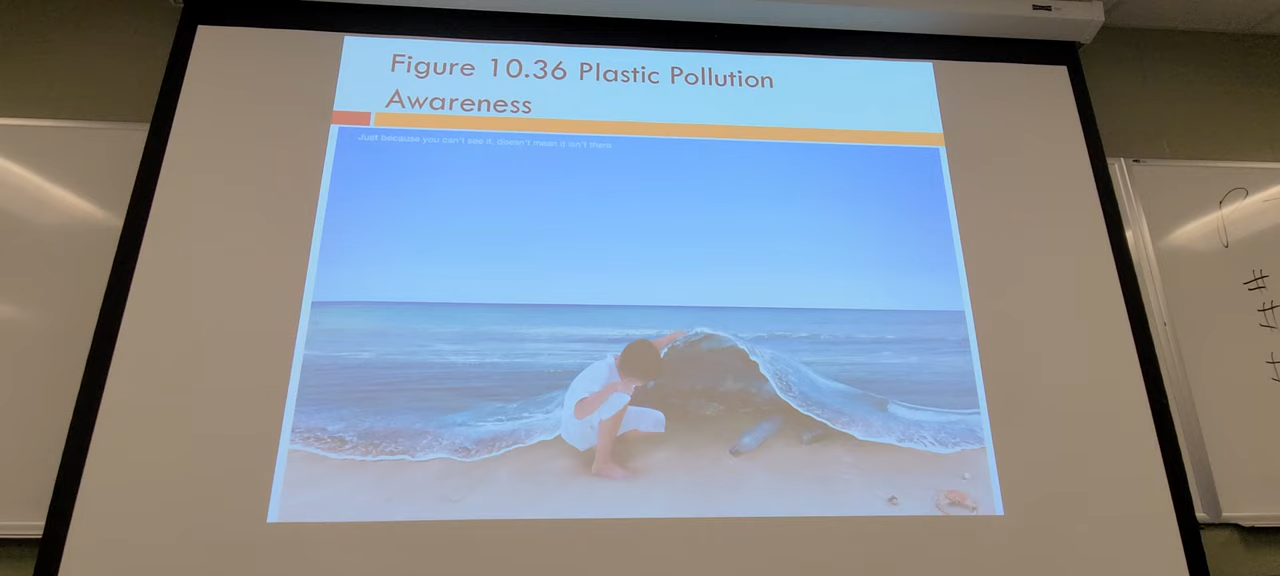 Figure 10.36 Plastic Pollution
Awareness
Just because you can't see it, doesn't mean it isn't there
#
#
#